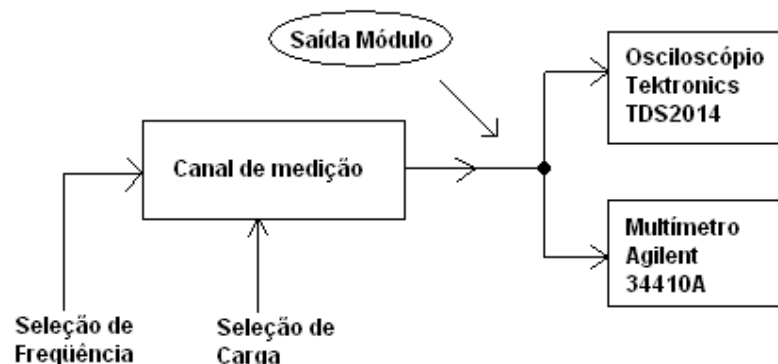 Saída Módulo
Osciloscópio
Tektronics
TDS2014
Canal de medição
Multímetro
Agilent
34410A
Seleção de
Freqüência
Seleção de
Carga